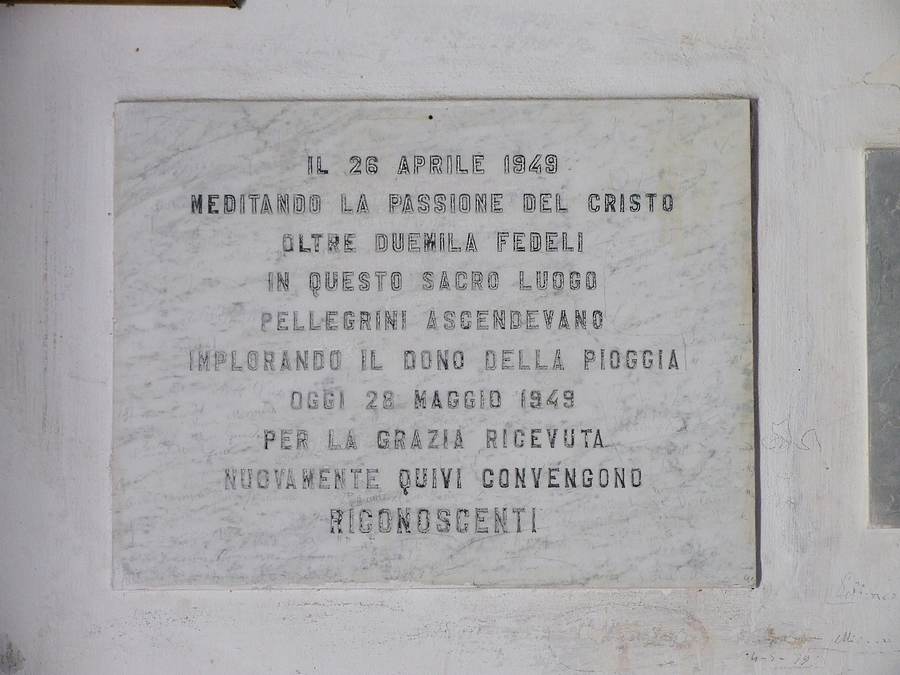 IL 26 APRILE 1949
MEDITANDO LA PASSIONE DEL CRISTO
OLTRE DUEMILA FEDELI
IN QUESTO SACRO LUOGO
PELLEGRINI ASCENDEVANO
IMPLORANDO IL DONO DELLA PIOGGIA
OGGI 28 MAGGIO 1949
PER LA GRAZIA RICEVUTA
NUOVAMENTE QUIVI CONVENGONO
RICONOSCENTI